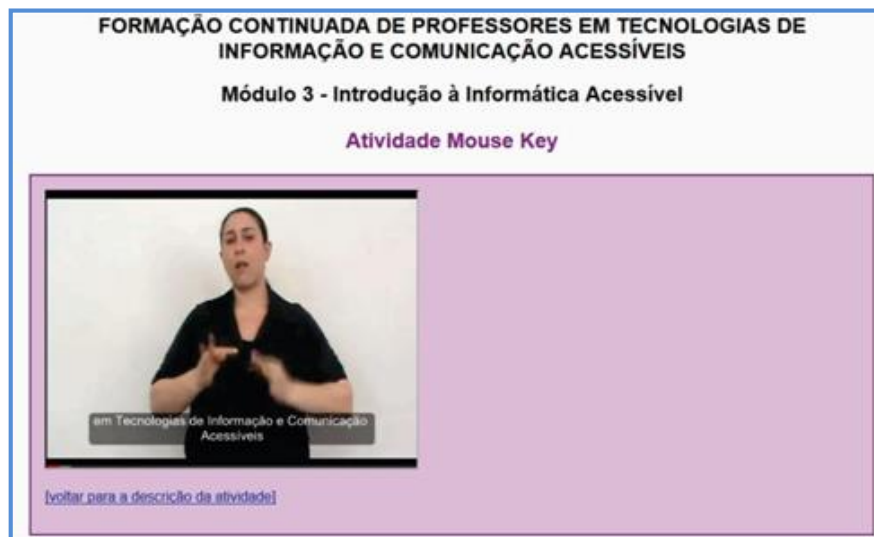 FORMAÇÃO CONTINUADA DE PROFESSORES EM TECNOLOGIAS DE
INFORMAÇÃO E COMUNICAÇÃO ACESSÍVEIS
Módulo 3 - Introdução à Informática Acessível
Atividade Mouse Key
em Tecnologias de Informação e Comunicação
Acessíveis
[voltar para a descrição da atividade]